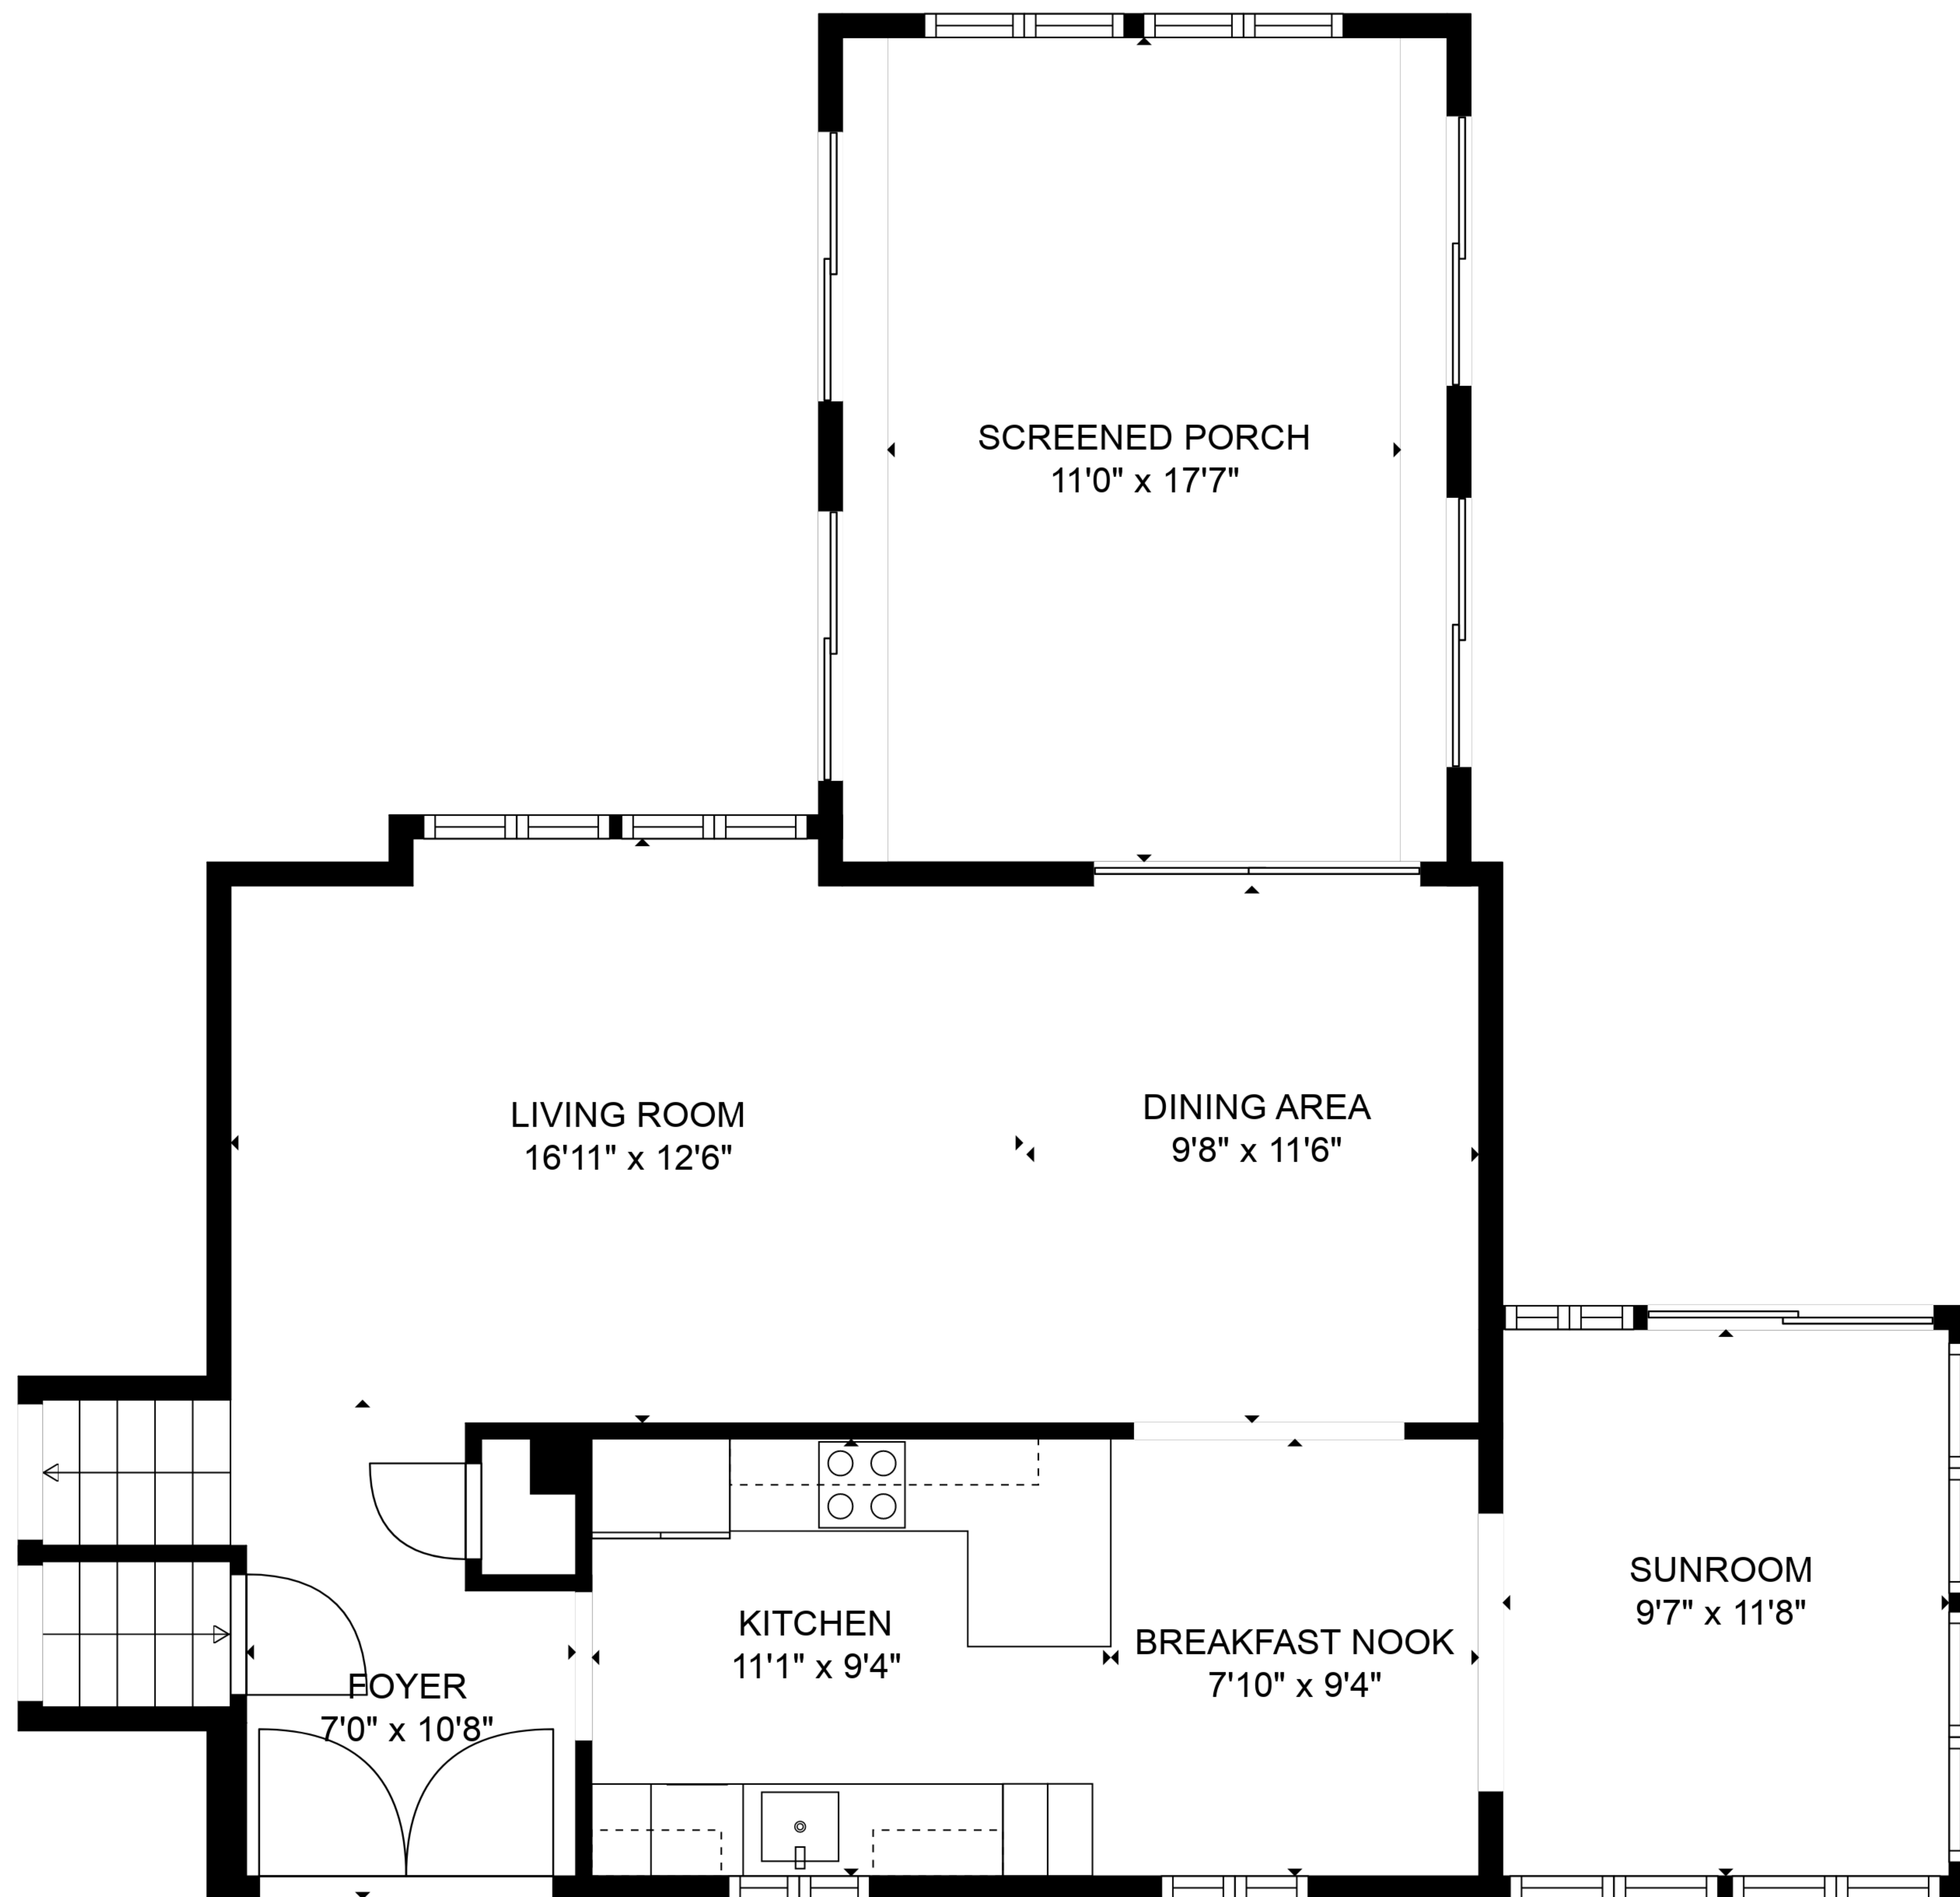 SCREENED PORCH
11'0" x 17'7"
LIVING ROOM
16'11" x 12'6"
DINING AREA
9'8" x 11'6"
KITCHEN
11'1" x 9'4"
BREAKFAST NOOK
7'10" x 9'4"
SUNROOM
9'7" x 11'8"
FOYER
7'0" x 10'8"